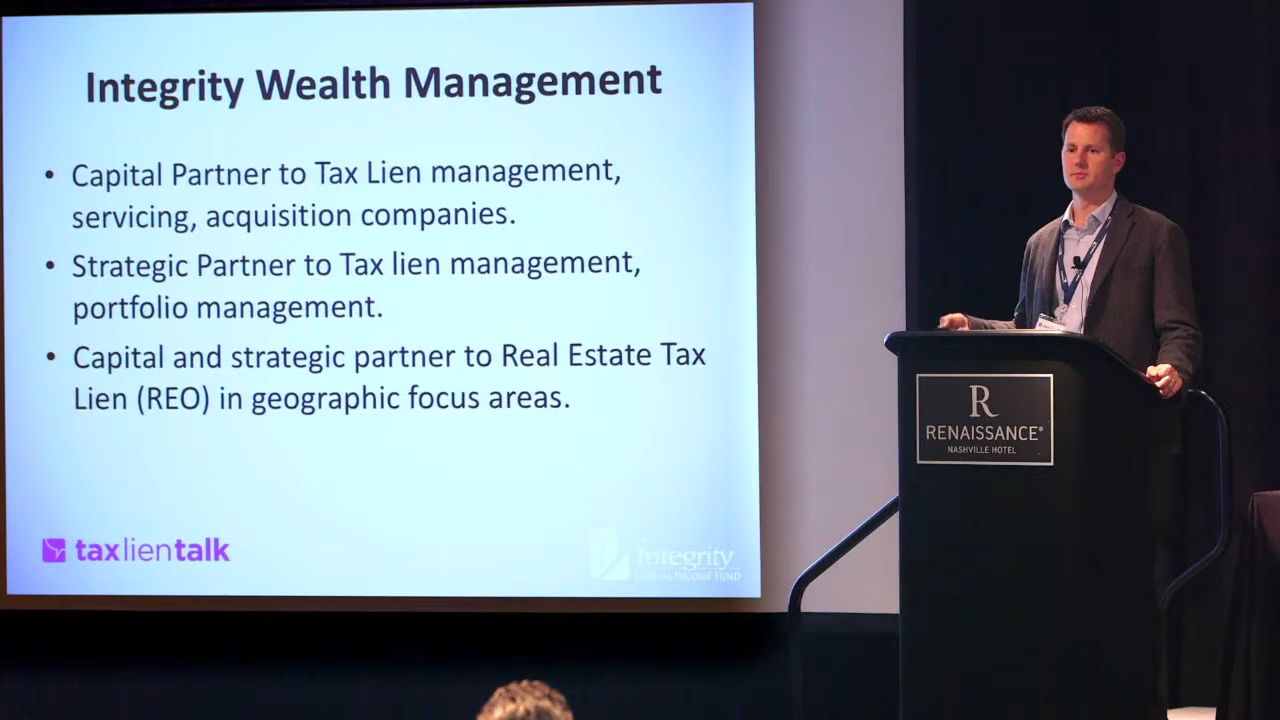 Integrity Wealth Management
• Capital Partner to Tax Lien management,
servicing, acquisition companies.
• Strategic Partner to Tax lien management,
portfolio management.
• Capital and strategic partner to Real Estate Tax
Lien (REO) in geographic focus areas.
taxlientalk
Integrity
INCOME FUND
R
RENAISSANCE®
NASHVILLE HOTEL